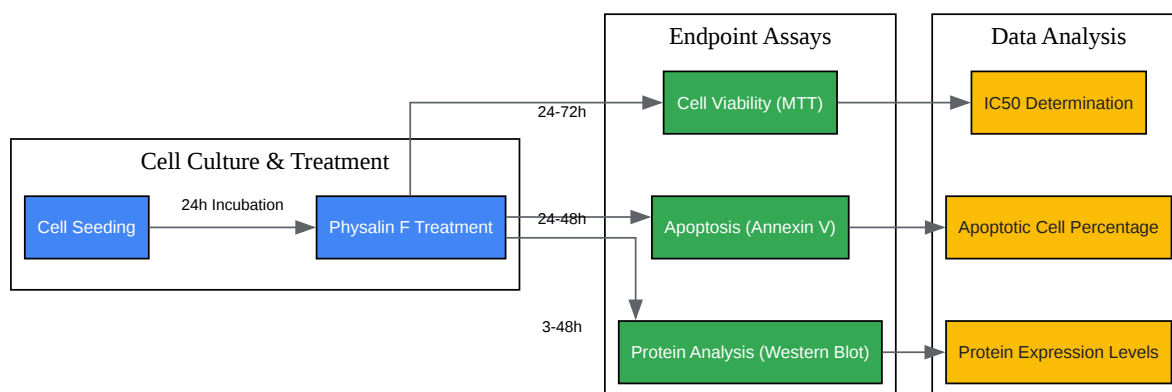 Endpoint Assays
Data Analysis
Cell Viability (MTT)
IC50 Determination
24-72h
Cell Culture & Treatment
24h Incubation
Cell Seeding
Physalin F Treatment
24-48h
Apoptosis (Annexin V)
Apoptotic Cell Percentage
3-48h
Protein Analysis (Western Blot)
Protein Expression Levels